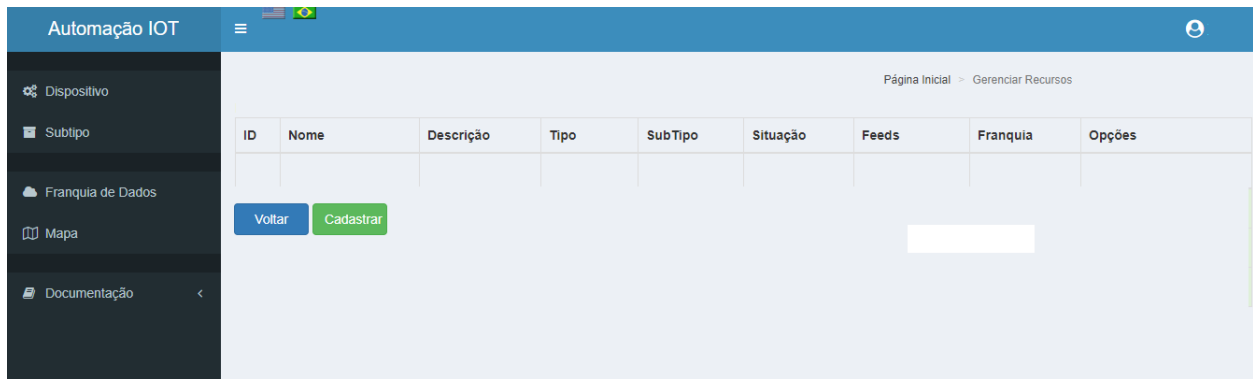 Automação IOT
Página Inicial > Gerenciar Recursos
Dispositivo
Subtipo
Franquia de Dados
Mapa
Documentação
ID Nome Descrição Tipo SubTipo Situação Feeds Franquia Opções
Voltar Cadastrar